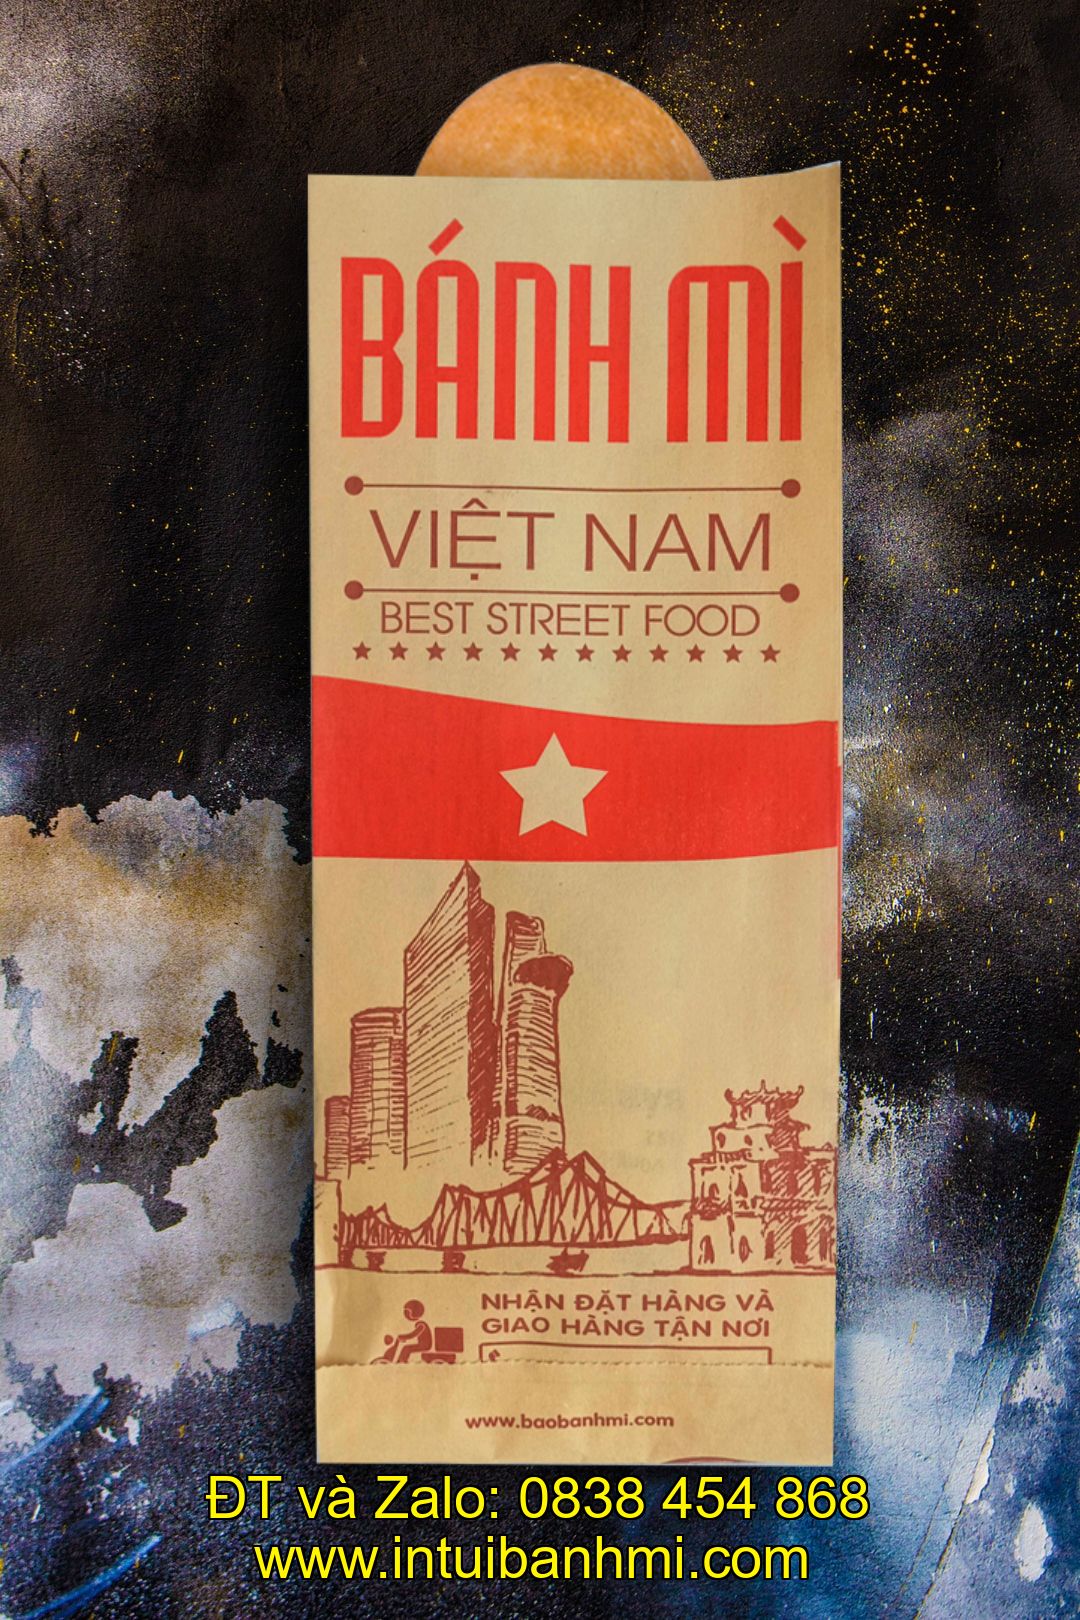 BÁNH MÌ
VIỆT NAM
BEST STREET FOOD
NHẬN ĐẶT HÀNG VÀ
GIAO HÀNG TẬN NƠI
www.baobanhmi.com
ĐT và Zalo: 0838 454 868
www.intuibanhmi.com